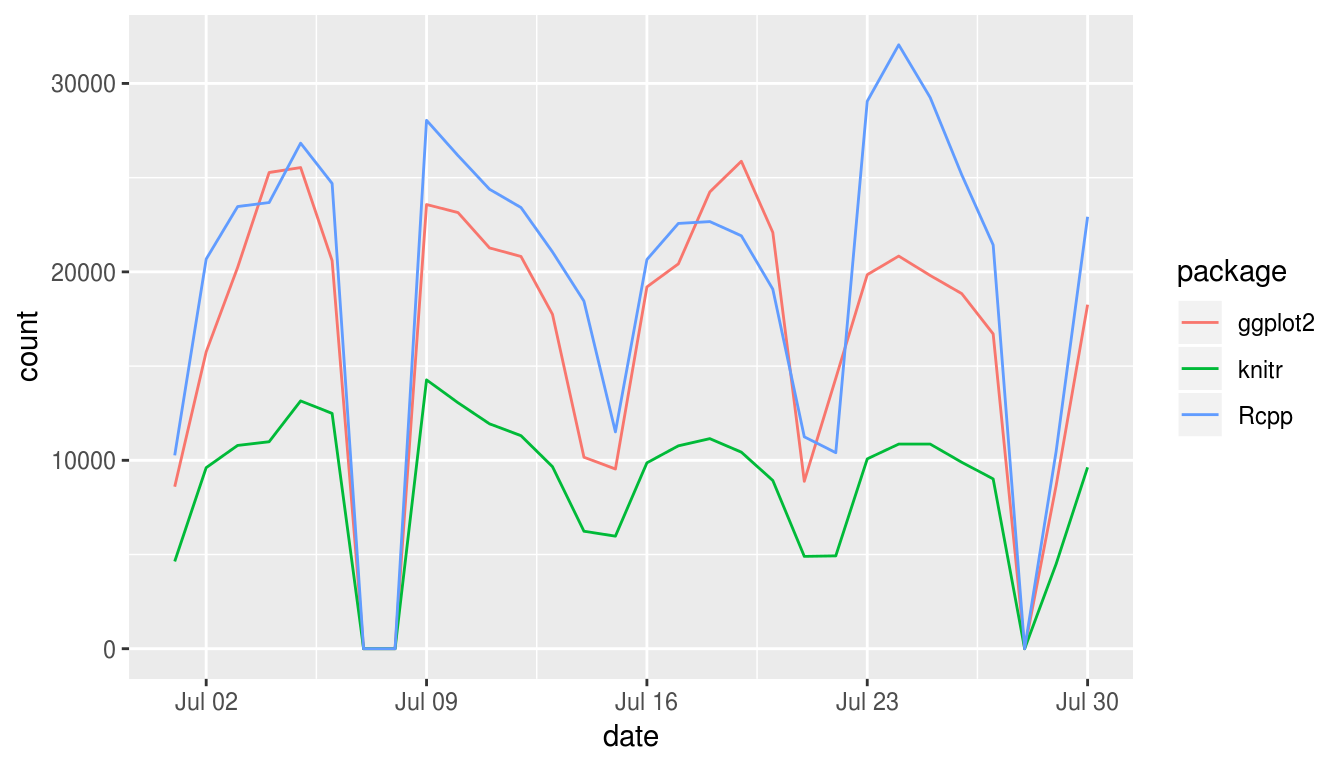 30000
20000
10000
0
count
Jul 02
Jul 09
Jul 16
Jul 23
Jul 30
date
package
ggplot2
knitr
Rcpp